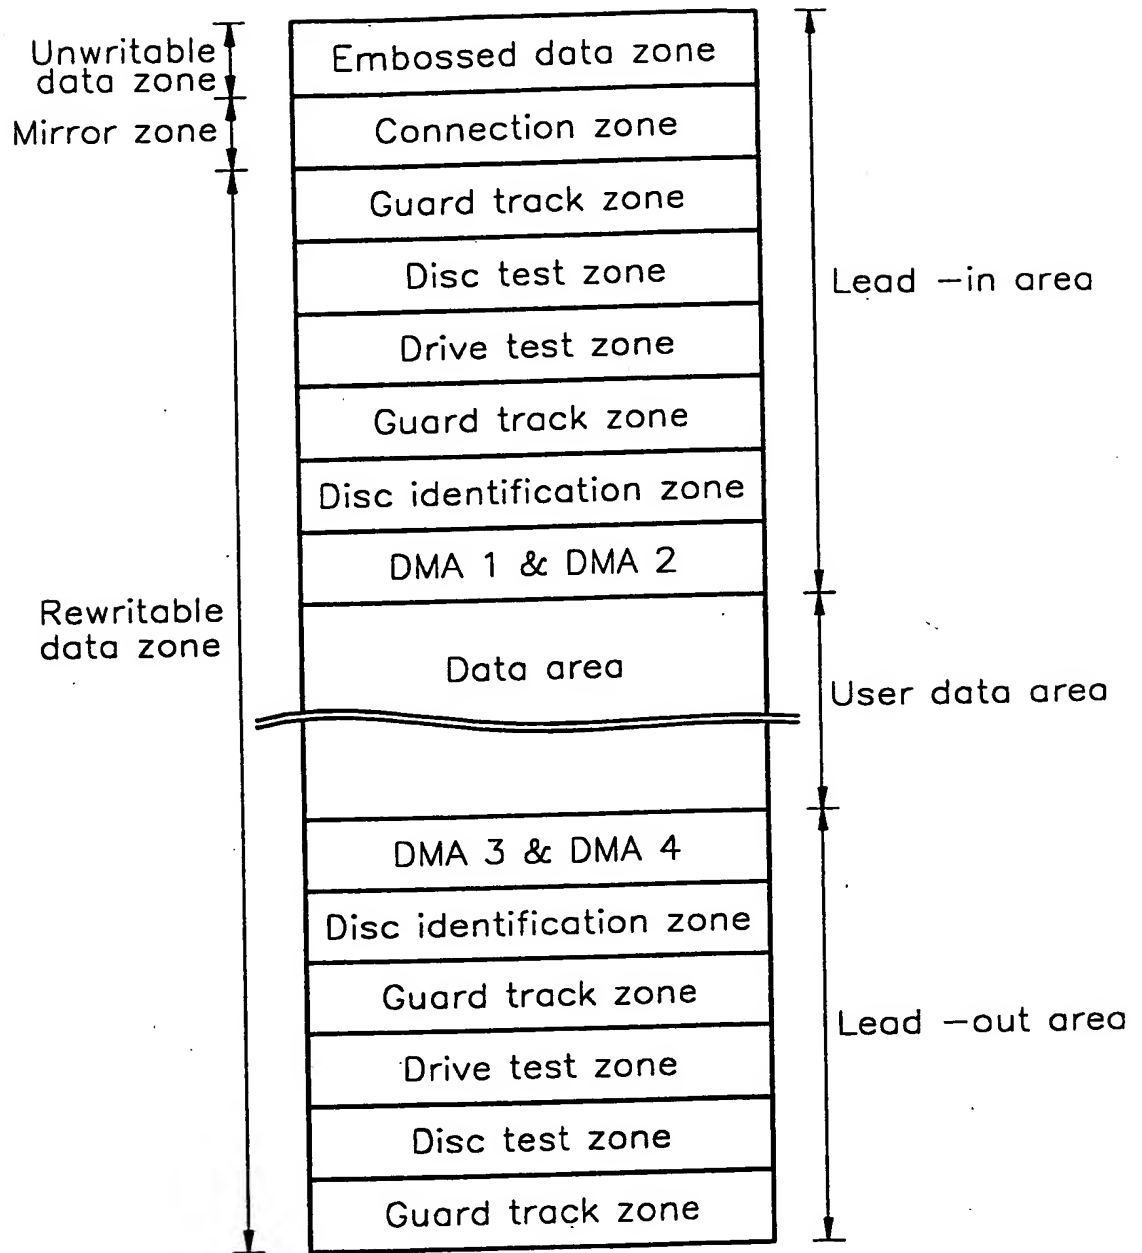 Unwritable
data zone
Mirror zone
Rewritable
data zone
Embossed data zone
Connection zone
Guard track zone
Disc test zone
Drive test zone
Guard track zone
Disc identification zone
DMA 1 & DMA 2
Data area
DMA 3 & DMA 4
Disc identification zone
Guard track zone
Drive test zone
Disc test zone
Guard track zone
Lead -in area
User data area
Lead -out area